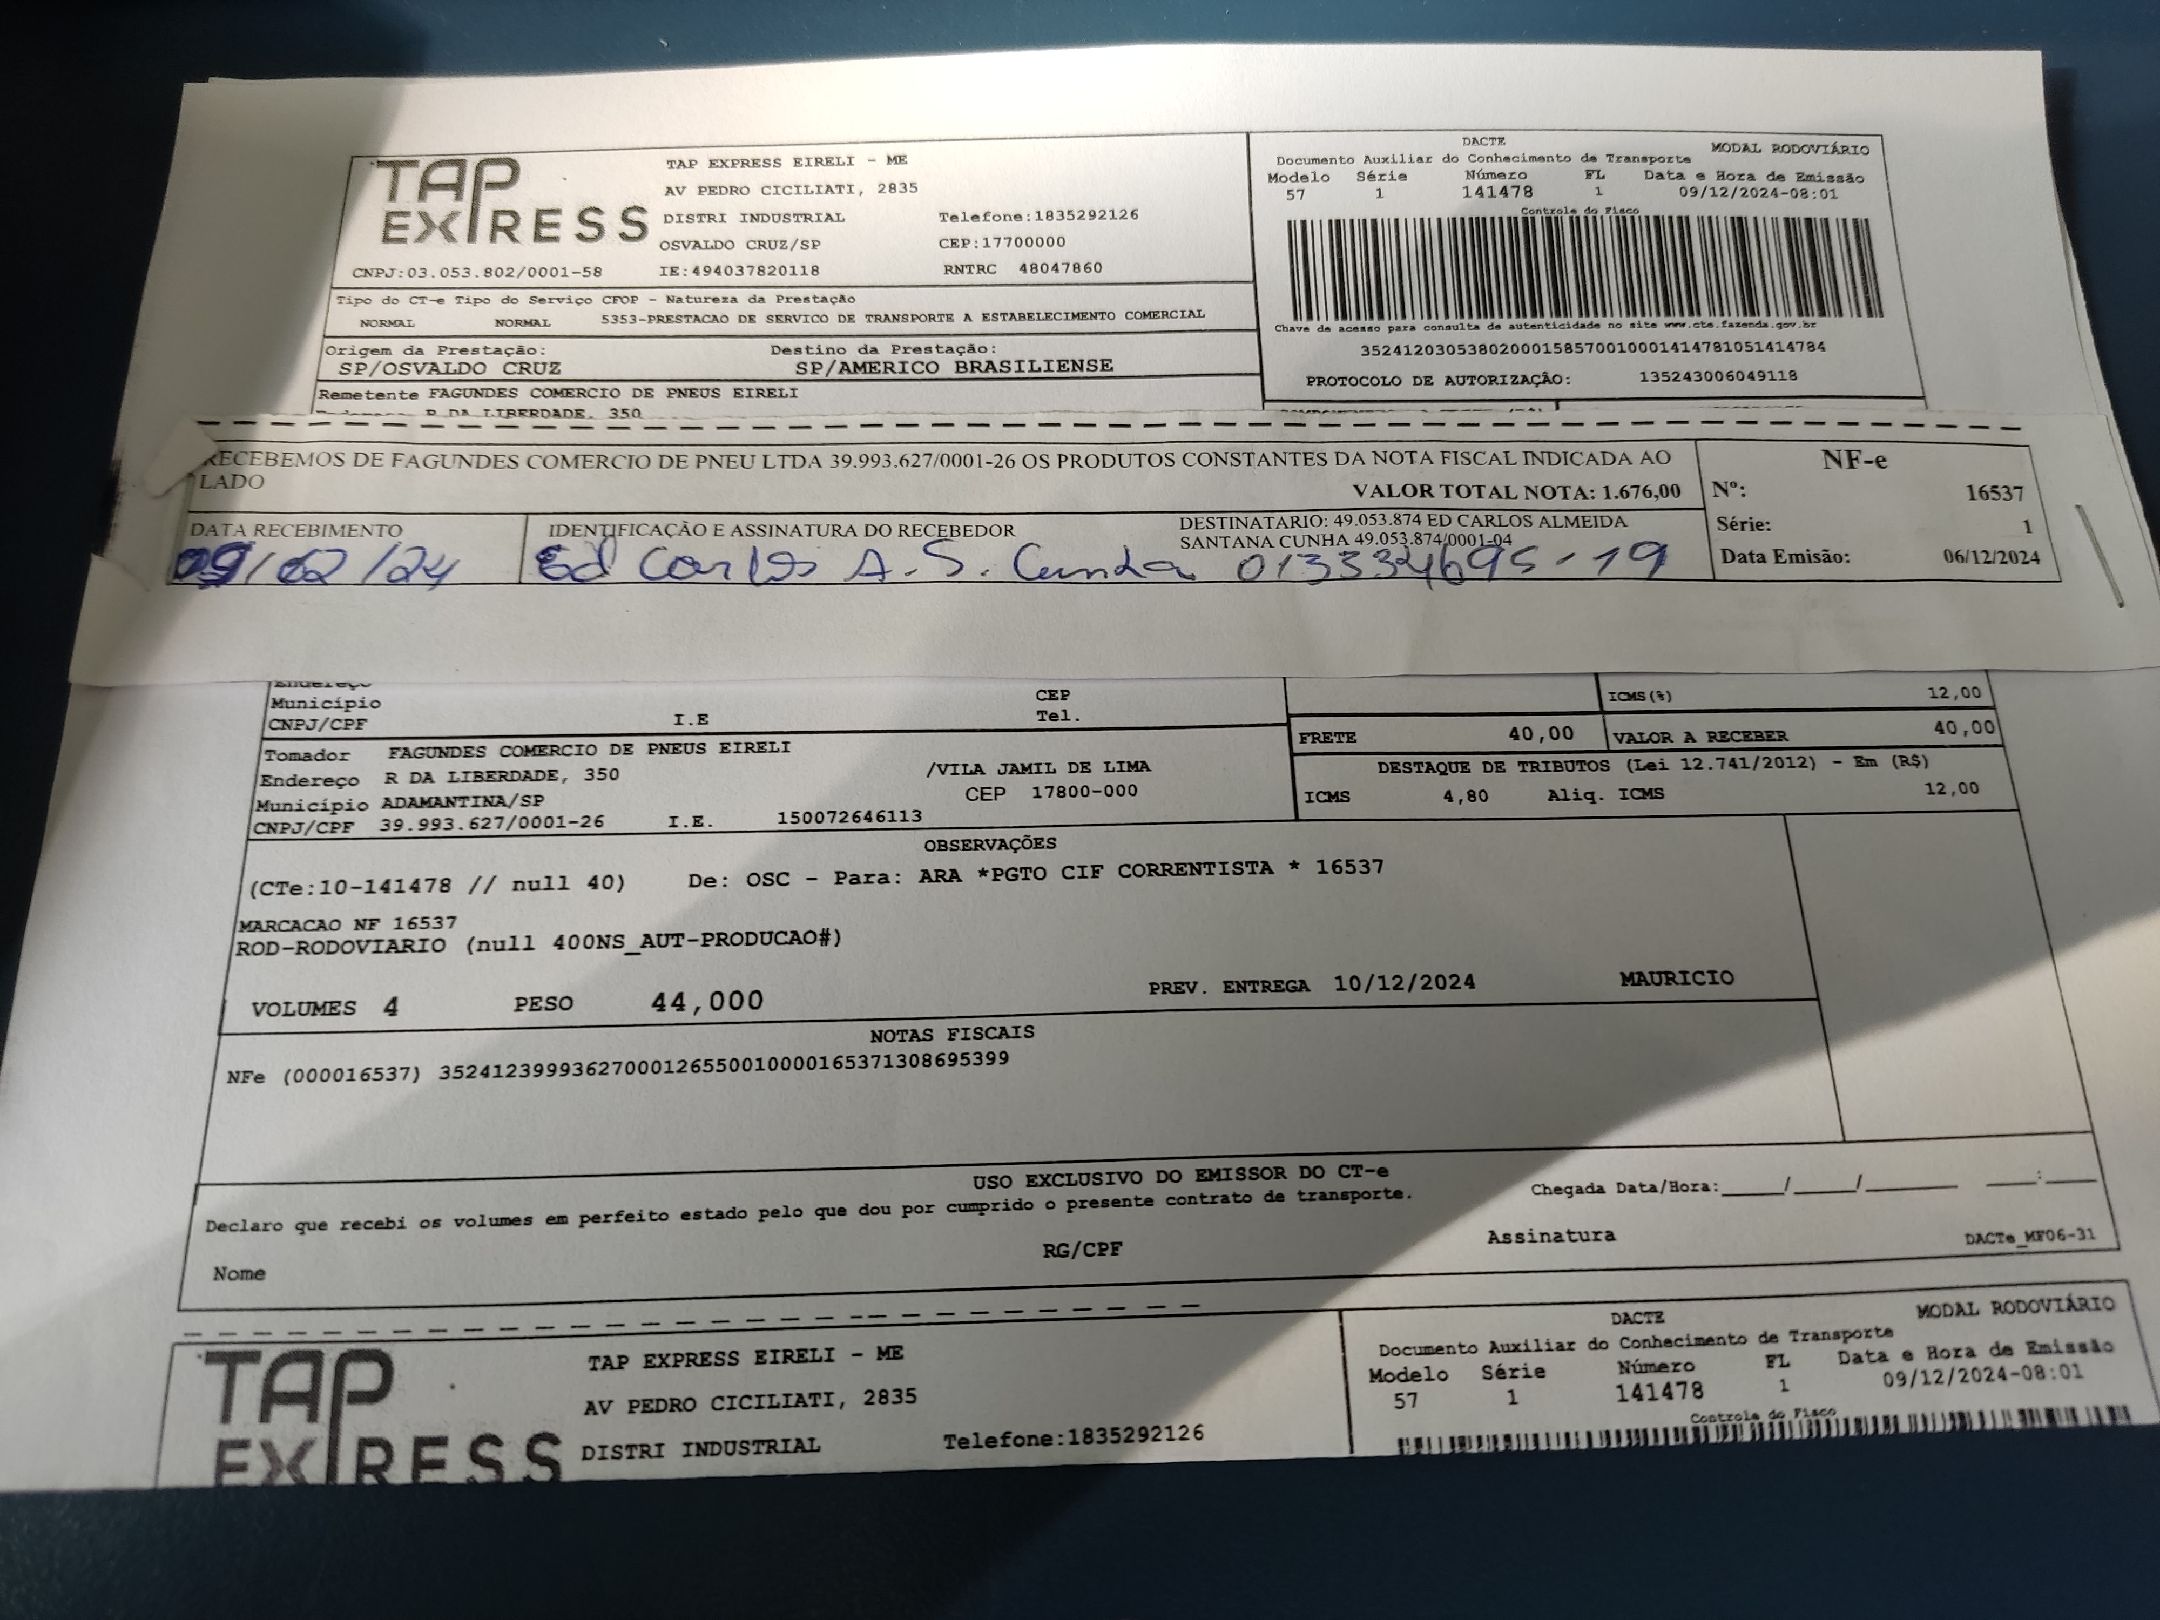 TAP EXPRESS
TAP EXPRESS EIRELI - ME
AV PEDRO CICILIATI, 2835
DISTRI INDUSTRIAL Telefone:1835292126
OSVALDO CRUZ/SP CEP:17700000
CNPJ:03.053.802/0001-58 IE:494037820118 RNTRC 48047860
DACTE MODAL RODOVIÁRIO
Documento Auxiliar do Conhecimento de Transporte
Modelo Série Número FL Data e Hora de Emissão
57 1 141478 1 09/12/2024-08:01
Controle do Fisco
Chave de acesso para consulta de autenticidade no site www.cte.fazenda.gov.br
35241203053802000158570010001414781051414784
PROTOCOLO DE AUTORIZAÇÃO: 135243006049118
Tipo do CT-e Tipo do Serviço CFOP - Natureza da Prestação
NORMAL NORMAL 5353-PRESTACAO DE SERVICO DE TRANSPORTE A ESTABELECIMENTO COMERCIAL
Origem da Prestação: Destino da Prestação:
SP/OSVALDO CRUZ SP/AMERICO BRASILIENSE
Remetente FAGUNDES COMERCIO DE PNEUS EIRELI
R DA LIBERDADE, 350
RECEBEMOS DE FAGUNDES COMERCIO DE PNEU LTDA 39.993.627/0001-26 OS PRODUTOS CONSTANTES DA NOTA FISCAL INDICADA AO
LADO VALOR TOTAL NOTA: 1.676,00
NF-e
Nº: 16537
Série: 1
Data Emissão: 06/12/2024
DATA RECEBIMENTO IDENTIFICAÇÃO E ASSINATURA DO RECEBEDOR
DESTINATARIO: 49.053.874 ED CARLOS ALMEIDA
SANTANA CUNHA 49.053.874/0001-04
/24 Ed Carlos A. S. Cunha 013334695-19
Endereço
Município CEP
CNPJ/CPF I.E Tel.
ICMS(%) 12,00
FRETE 40,00 VALOR A RECEBER 40,00
DESTAQUE DE TRIBUTOS (Lei 12.741/2012) - Em (R$)
ICMS 4,80 Aliq. ICMS 12,00
Tomador FAGUNDES COMERCIO DE PNEUS EIRELI
Endereço R DA LIBERDADE, 350 /VILA JAMIL DE LIMA
Município ADAMANTINA/SP CEP 17800-000
CNPJ/CPF 39.993.627/0001-26 I.E. 150072646113
OBSERVAÇÕES
(CTe:10-141478 // null 40) De: OSC - Para: ARA *PGTO CIF CORRENTISTA * 16537
MARCACAO NF 16537
ROD-RODOVIARIO (null 400NS_AUT-PRODUCAO#)
VOLUMES 4 PESO 44,000 PREV. ENTREGA 10/12/2024 MAURICIO
NOTAS FISCAIS
NFe (000016537) 35241239993627000126550010000165371308695399
USO EXCLUSIVO DO EMISSOR DO CT-e
Declaro que recebi os volumes em perfeito estado pelo que dou por cumprido o presente contrato de transporte.
Chegada Data/Hora:____/____/______ ___:___
Nome RG/CPF Assinatura DACTe_MF06-31
TAP EXPRESS
TAP EXPRESS EIRELI - ME
AV PEDRO CICILIATI, 2835
DISTRI INDUSTRIAL Telefone:1835292126
DACTE MODAL RODOVIÁRIO
Documento Auxiliar do Conhecimento de Transporte
Modelo Série Número FL Data e Hora de Emissão
57 1 141478 1 09/12/2024-08:01
Controle do Fisco